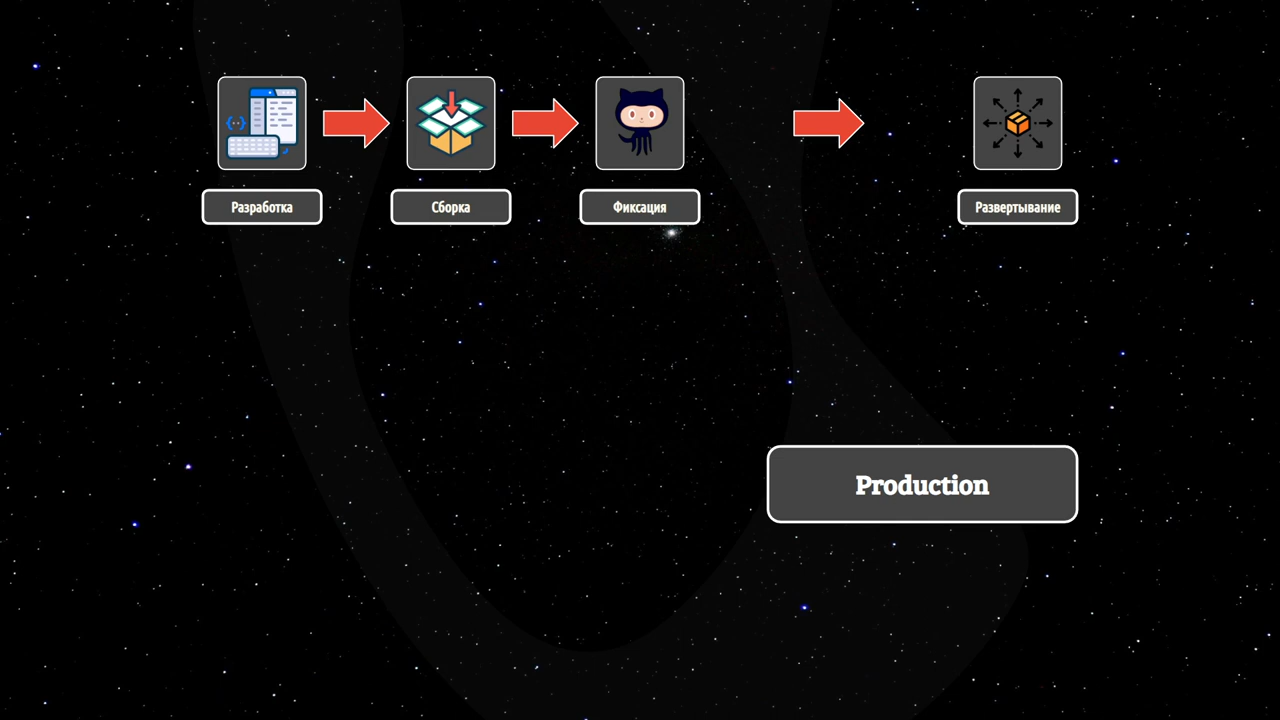 Разработка
Сборка
Фиксация
Развертывание
Production